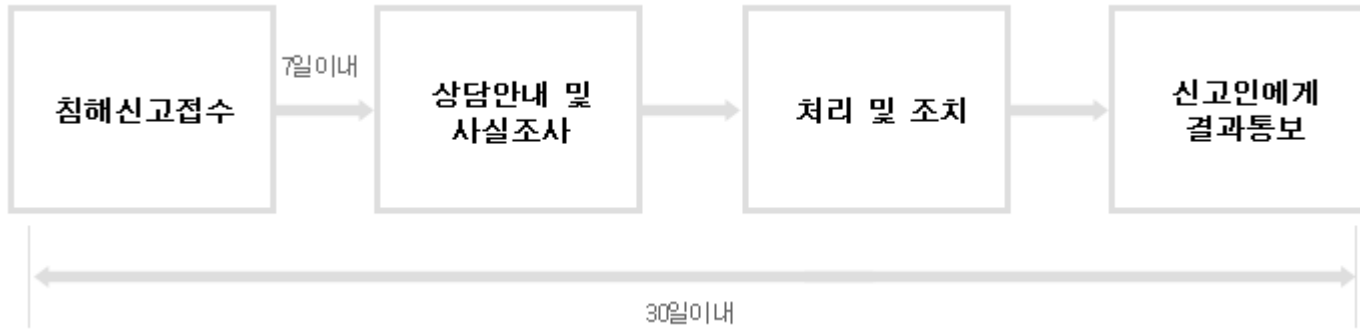 침해신고접수
7일이내
상담안내 및
사실조사
처리 및 조치
신고인에게
결과통보
30일이내